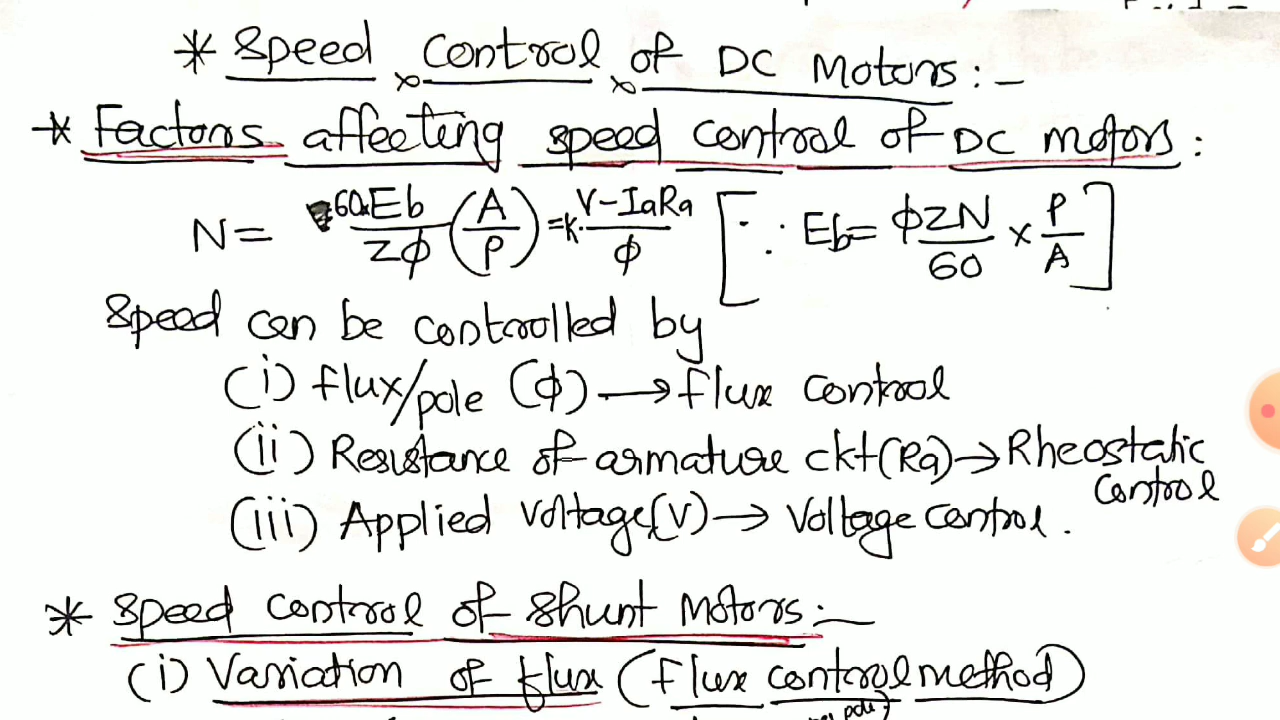 * Speed control of DC Motors:-
* Factors affecting speed control of DC motors:
N= 60xEb/Zφ (A/P) =K. V-IaRa/φ [∵ Eb= φZN/60 x P/A]
Speed can be controlled by
(i) flux/pole (φ) → flux control
(ii) Resistance of armature ckt(Ra) → Rheostatic
control
(iii) Applied voltage(V) → Voltage control.
* Speed control of Shunt Motors:-
(i) Variation of flux (Flux control method)